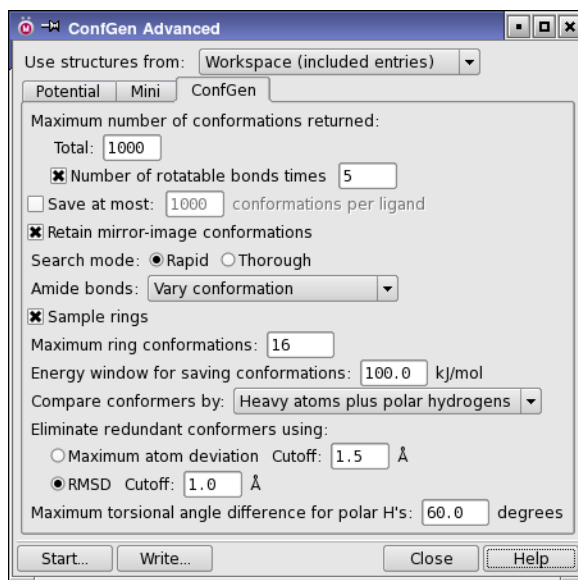 ConfGen Advanced
Use structures from: Workspace (included entries)
Potential Mini ConfGen
Maximum number of conformations returned:
Total: 1000
Number of rotatable bonds times 5
Save at most: 1000 conformations per ligand
Retain mirror-image conformations
Search mode: Rapid Thorough
Amide bonds: Vary conformation
Sample rings
Maximum ring conformations: 16
Energy window for saving conformations: 100.0 kJ/mol
Compare conformers by: Heavy atoms plus polar hydrogens
Eliminate redundant conformers using:
Maximum atom deviation Cutoff: 1.5 Å
RMSD Cutoff: 1.0 Å
Maximum torsional angle difference for polar H's: 60.0 degrees
Start... Write... Close Help